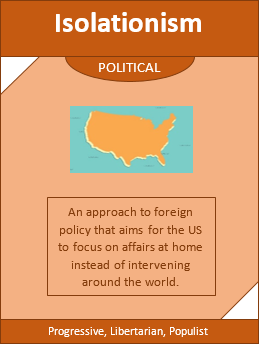 Isolationism
POLITICAL
An approach to foreign
policy that aims for the US
to focus on affairs at home
instead of intervening
around the world.
Progressive, Libertarian, Populist